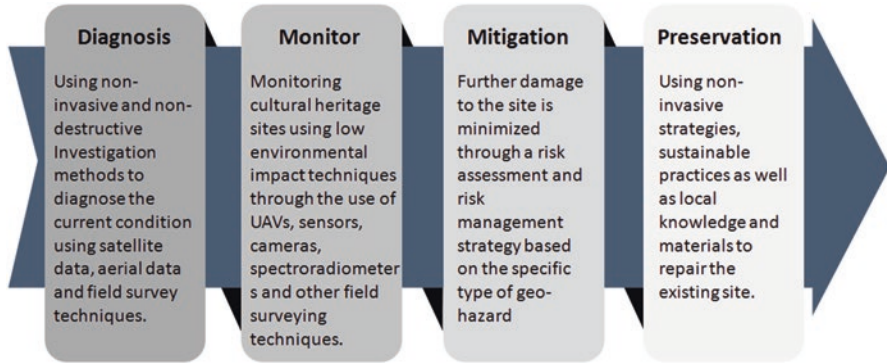 Diagnosis
Using non-
invasive and non-
destructive
Investigation
methods to
diagnose the
current condition
using satellite
data, aerial data
and field survey
techniques.
Monitor
Monitoring
cultural heritage
sites using low
environmental
impact techniques
through the use of
UAVs, sensors,
cameras,
spectroradiometer
s and other field
surveying
techniques.
Mitigation
Further damage
to the site is
minimized
through a risk
assessment and
risk
management
strategy based
on the specific
type of geo-
hazard
Preservation
Using non-
invasive
strategies,
sustainable
practices as well
as local
knowledge and
materials to
repair the
existing site.